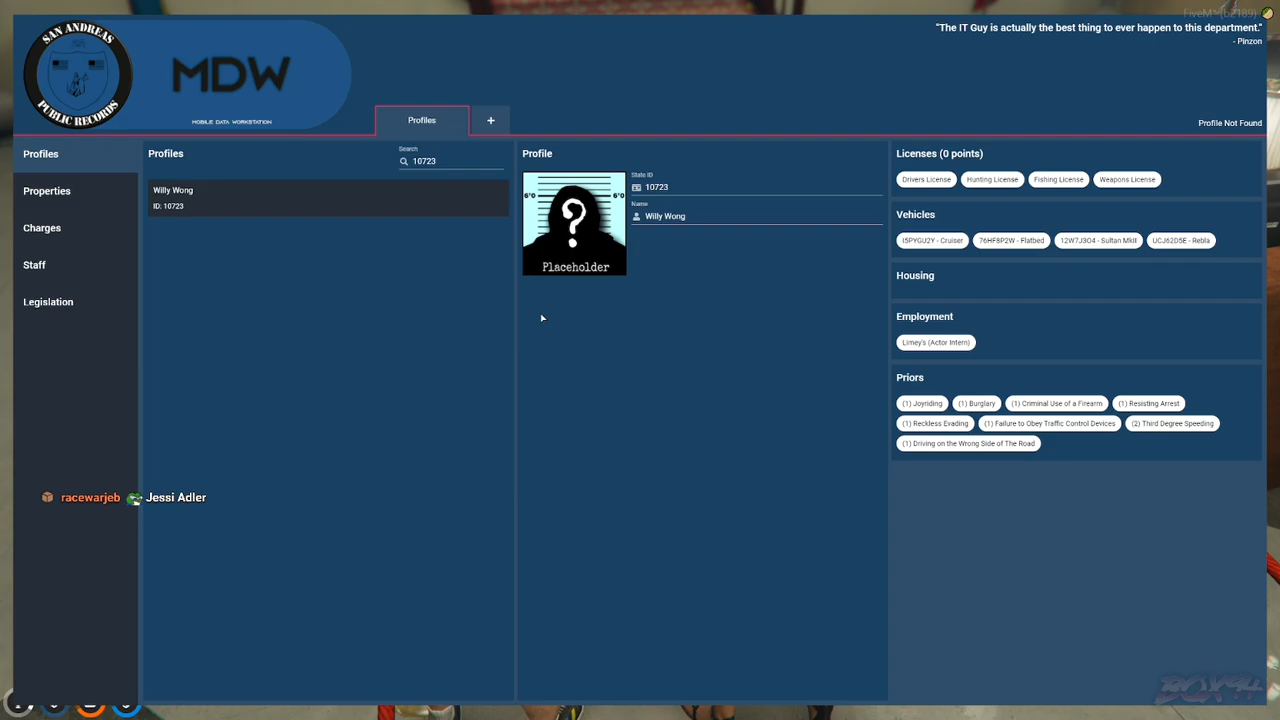 FiveM
"The IT Guy is actually the best thing to ever happen to this department."
- Pinzon
SAN ANDREAS
PUBLIC RECORDS
MDW
MOBILE DATA WORKSTATION
Profiles
+
Profile Not Found
Profiles
Properties
Charges
Staff
Legislation
Profiles
Search
10723
Willy Wong
ID: 10723
Profile
6'0 6'0
?
Placeholder
State ID
10723
Name
Willy Wong
Licenses (0 points)
Drivers License Hunting License Fishing License Weapons License
Vehicles
I5PYGU2Y - Cruiser 76HF8P2W - Flatbed 12W7J3O4 - Sultan MkII UCJ62D5E - Rebla
Housing
Employment
Limey's (Actor Intern)
Priors
(1) Joyriding (1) Burglary (1) Criminal Use of a Firearm (1) Resisting Arrest
(1) Reckless Evading (1) Failure to Obey Traffic Control Devices (2) Third Degree Speeding
(1) Driving on the Wrong Side of The Road
racewarjeb Jessi Adler